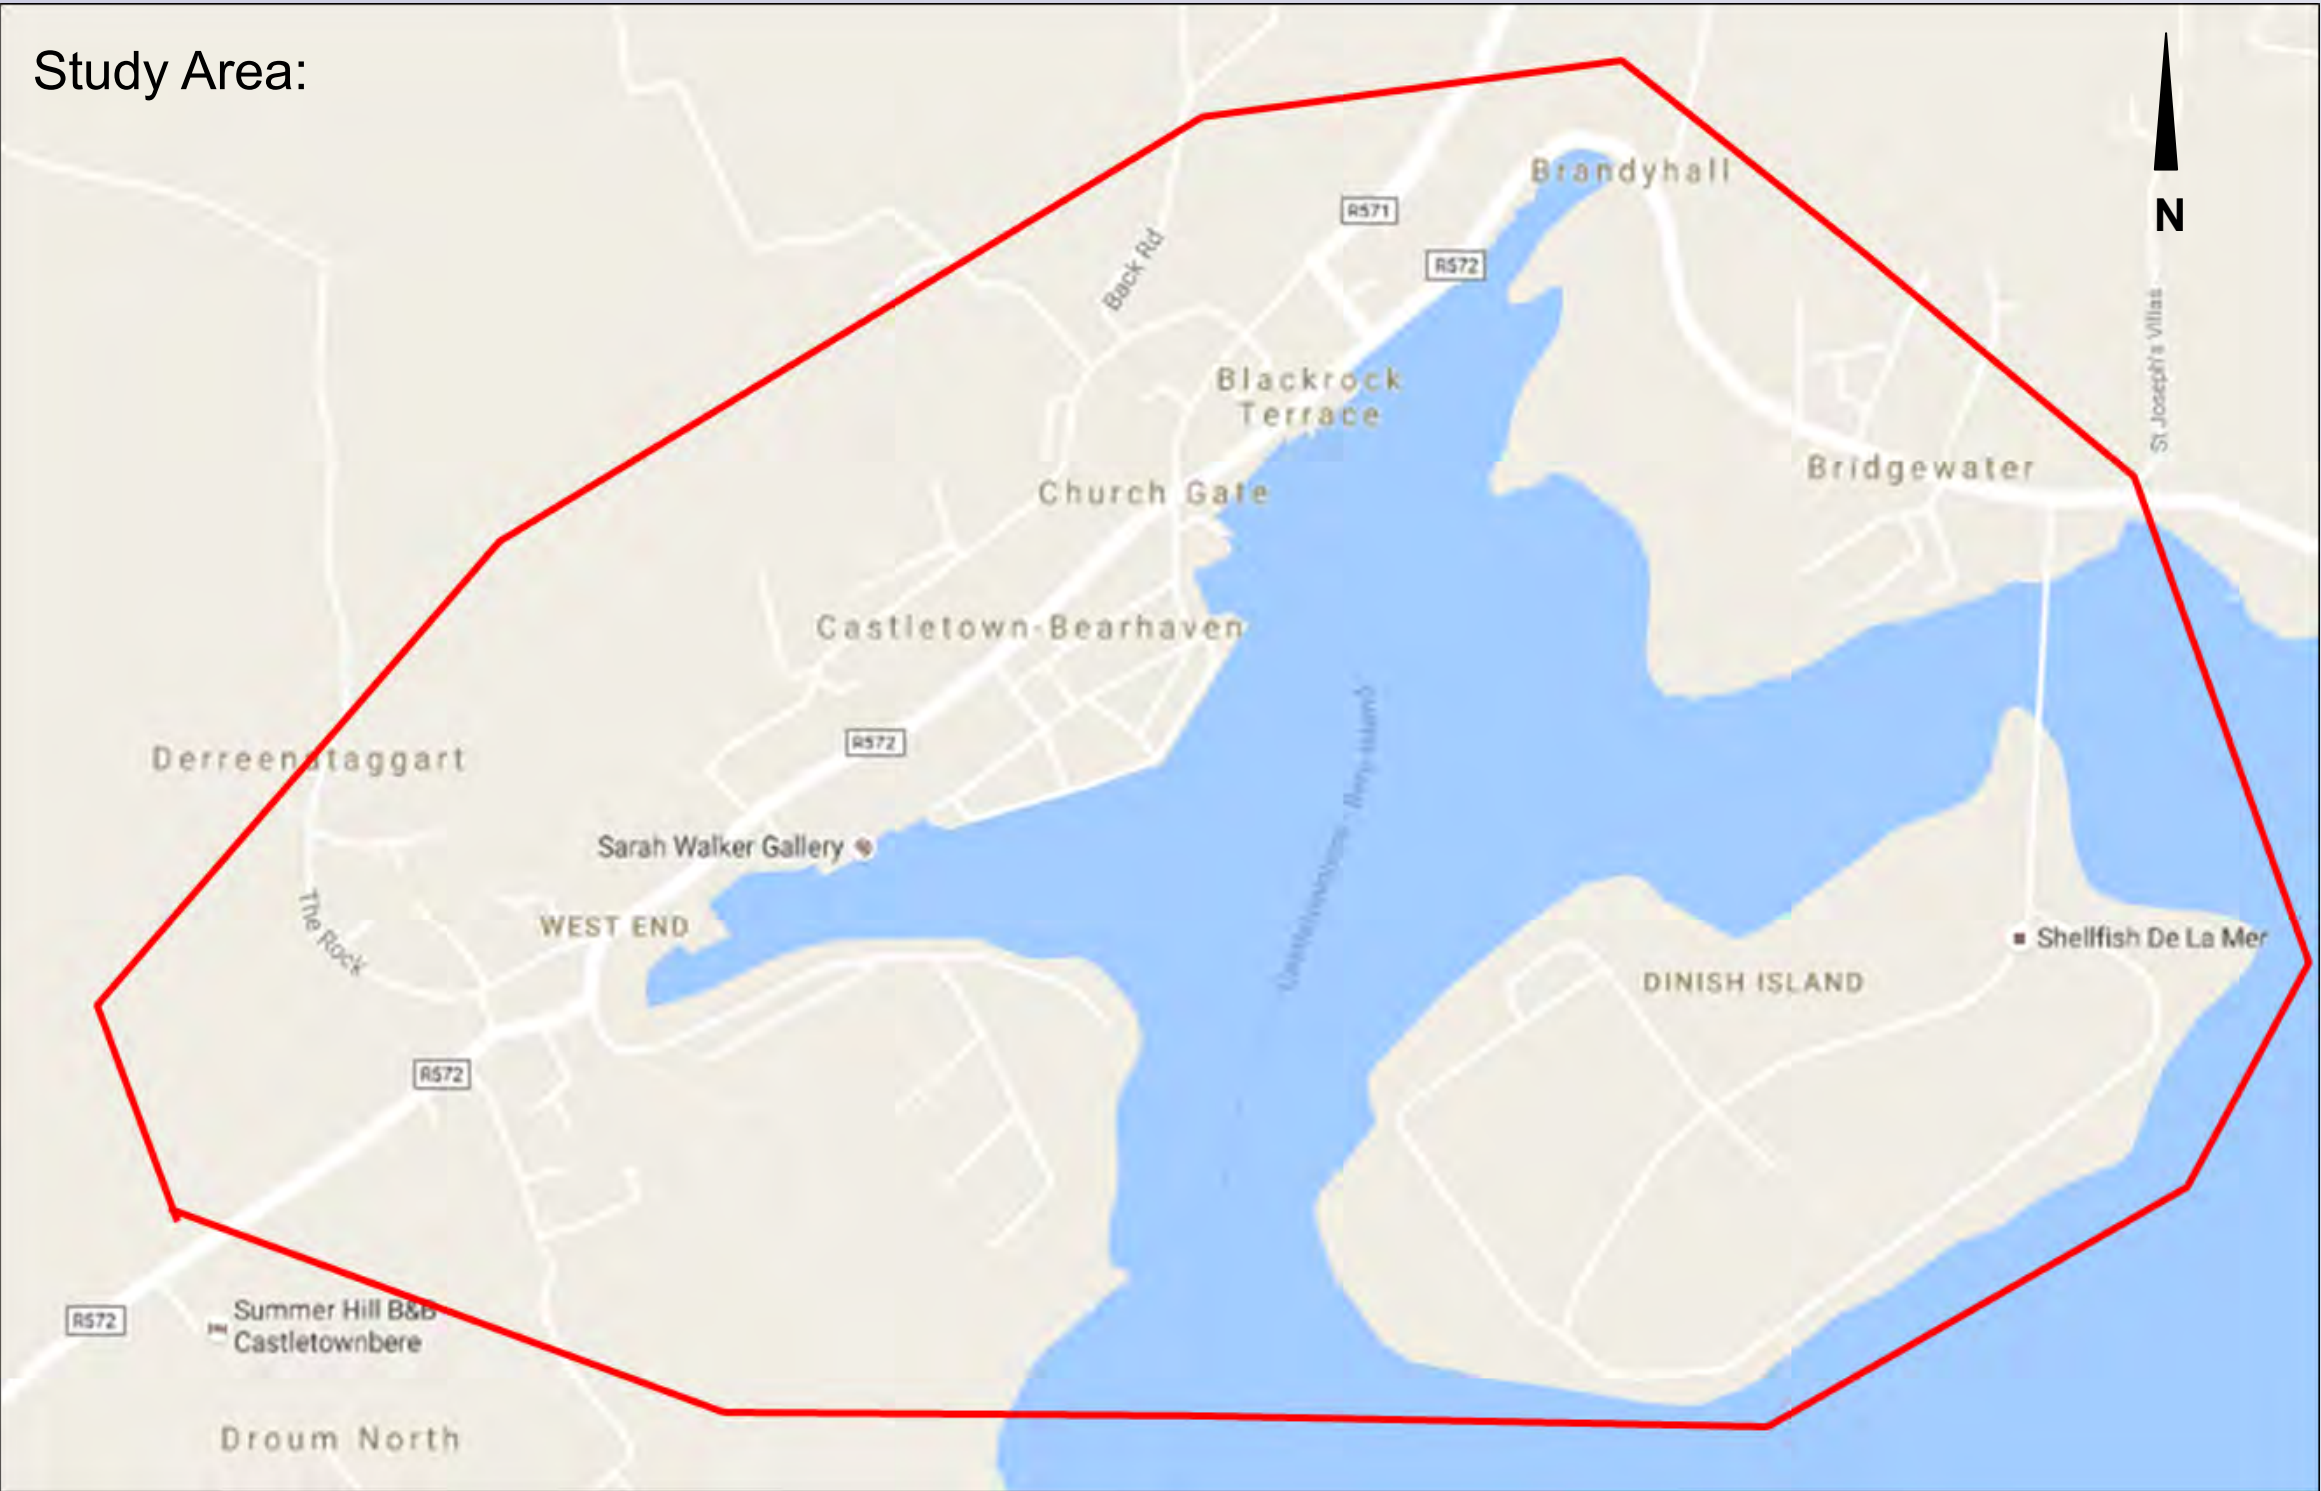 Study Area:
N
Brandyhall
R571
R572
Back Rd
St Joseph's Villas
Blackrock
Terrace
Bridgewater
Church Gate
Castletown-Bearhaven
R572
Derreenataggart
Sarah Walker Gallery
The Rock
WEST END
Shellfish De La Mer
DINISH ISLAND
R572
Summer Hill B&B
Castletownbere
R572
Droum North